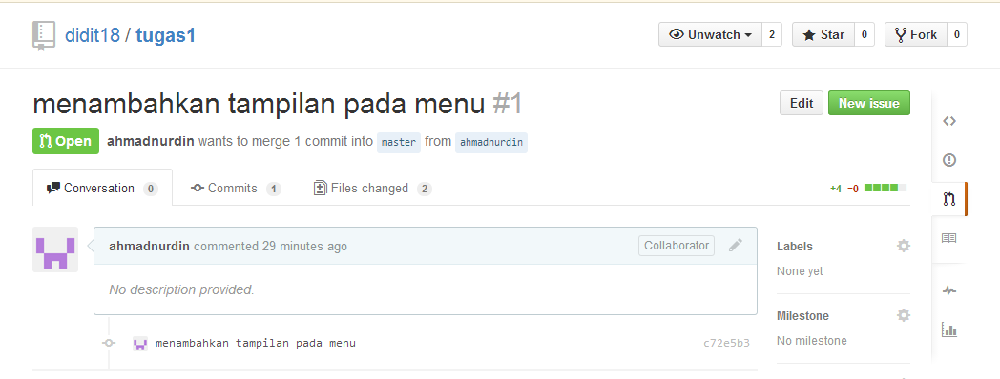 didit18 / tugas1
Unwatch 2 Star 0 Fork 0
menambahkan tampilan pada menu #1
Edit New issue
Open ahmadnurdin wants to merge 1 commit into master from ahmadnurdin
Conversation 0 Commits 1 Files changed 2 +4 −0
ahmadnurdin commented 29 minutes ago Collaborator
No description provided.
menambahkan tampilan pada menu c72e5b3
Labels
None yet
Milestone
No milestone